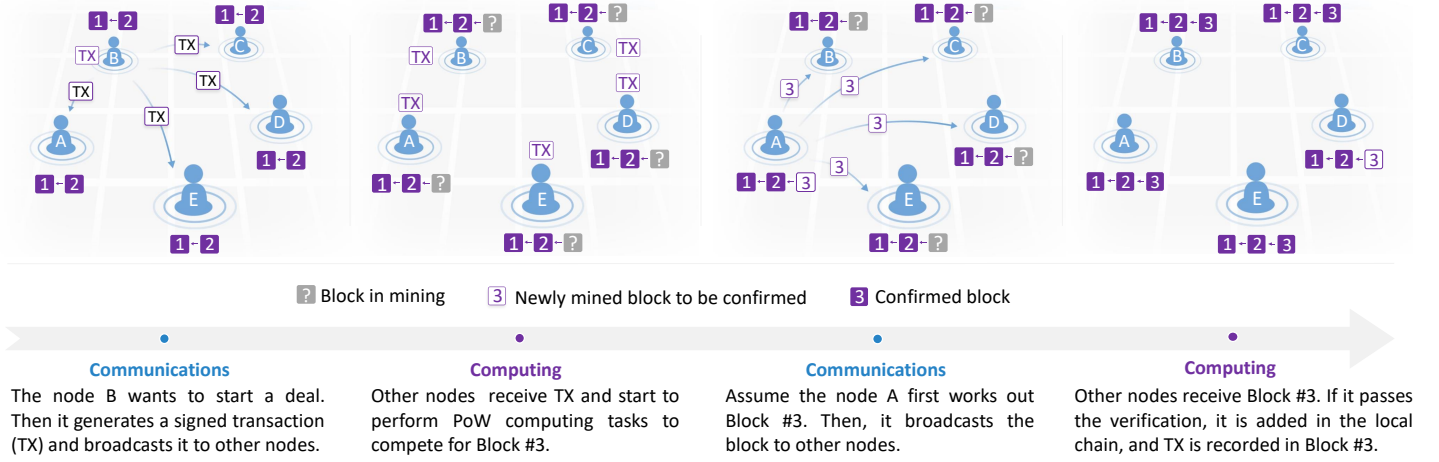 1←2
1←2
1←2←?
1←2←?
1←2←?
1←2←?
1←2←3
1←2←3
TX
B
TX
C
TX
B
C
TX
B
C
B
C
TX
TX
TX
TX
3
3
TX
A
D
A
D
A
3
D
A
D
1←2
TX
3
1←2
E
1←2←?
E
1←2←?
1←2←3
E
1←2←?
1←2←3
E
1←2←3
1←2
1←2←?
1←2←?
1←2←3
? Block in mining
3 Newly mined block to be confirmed
3 Confirmed block
Communications
The node B wants to start a deal.
Then it generates a signed transaction
(TX) and broadcasts it to other nodes.
Computing
Other nodes receive TX and start to
perform PoW computing tasks to
compete for Block #3.
Communications
Assume the node A first works out
Block #3. Then, it broadcasts the
block to other nodes.
Computing
Other nodes receive Block #3. If it passes
the verification, it is added in the local
chain, and TX is recorded in Block #3.